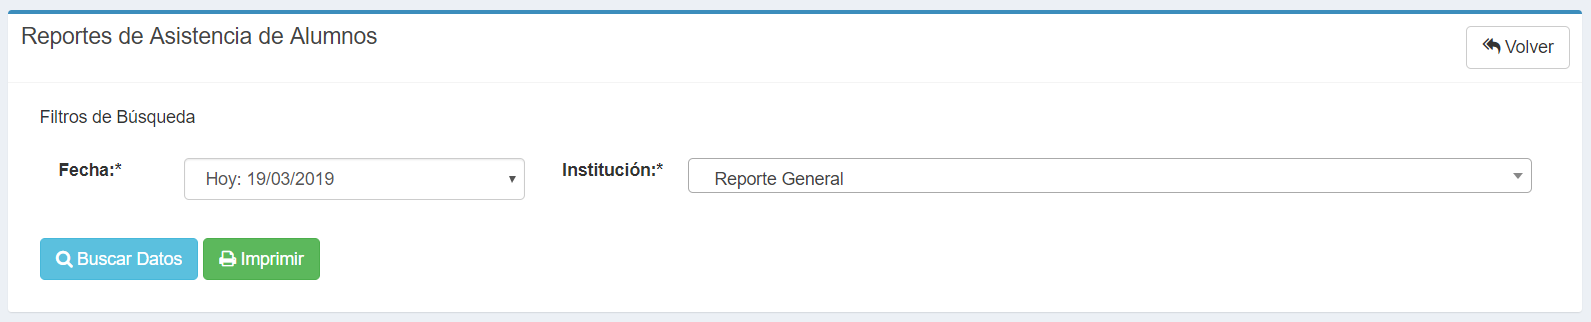 Reportes de Asistencia de Alumnos
Volver
Filtros de Búsqueda
Fecha:* Hoy: 19/03/2019 Institución:* Reporte General
Buscar Datos Imprimir